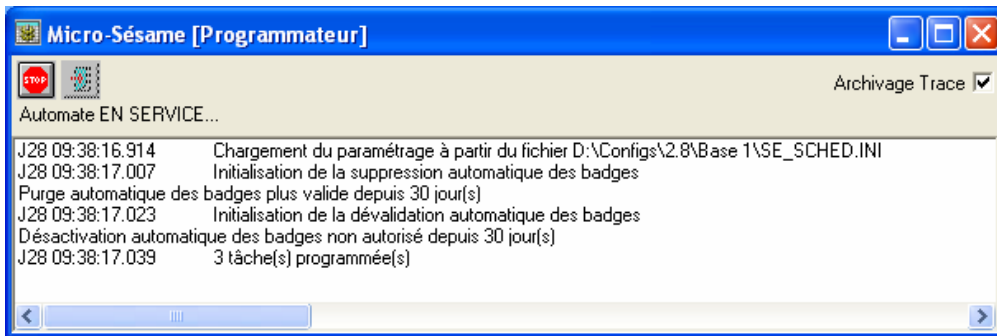 Micro-Sésame [Programmateur]
STOP
Archivage Trace
Automate EN SERVICE...
J28 09:38:16.914 Chargement du paramétrage à partir du fichier D:\Configs\2.8\Base 1\SE_SCHED.INI
J28 09:38:17.007 Initialisation de la suppression automatique des badges
Purge automatique des badges plus valide depuis 30 jour(s)
J28 09:38:17.023 Initialisation de la dévalidation automatique des badges
Désactivation automatique des badges non autorisé depuis 30 jour(s)
J28 09:38:17.039 3 tâche(s) programmée(s)